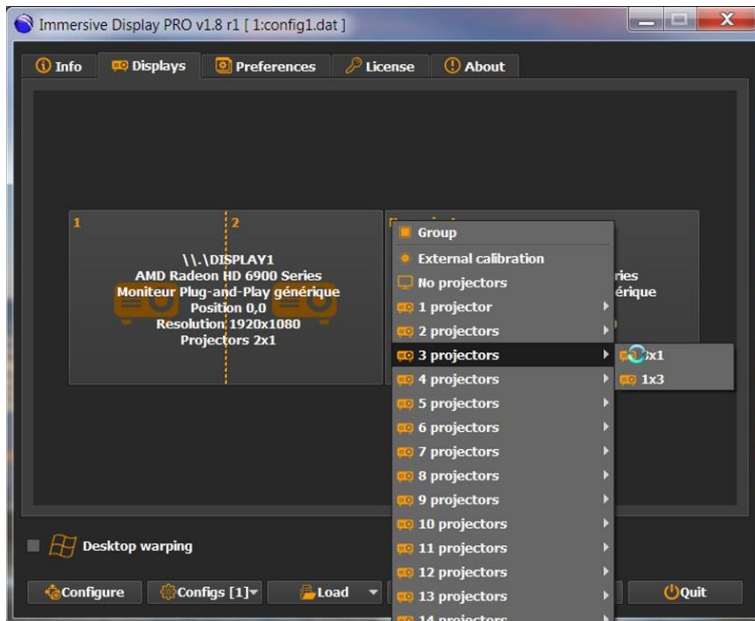 Immersive Display PRO v1.8 r1 [ 1:config1.dat ]
Info Displays Preferences License About
1 2
\\.\DISPLAY1
AMD Radeon HD 6900 Series
Moniteur Plug-and-Play générique
Position 0,0
Resolution 1920x1080
Projectors 2x1
Group
External calibration
No projectors
1 projector
2 projectors
3 projectors
4 projectors
5 projectors
6 projectors
7 projectors
8 projectors
9 projectors
10 projectors
11 projectors
12 projectors
13 projectors
14 projectors
1x3
Desktop warping
Configure Configs [1] Load Quit